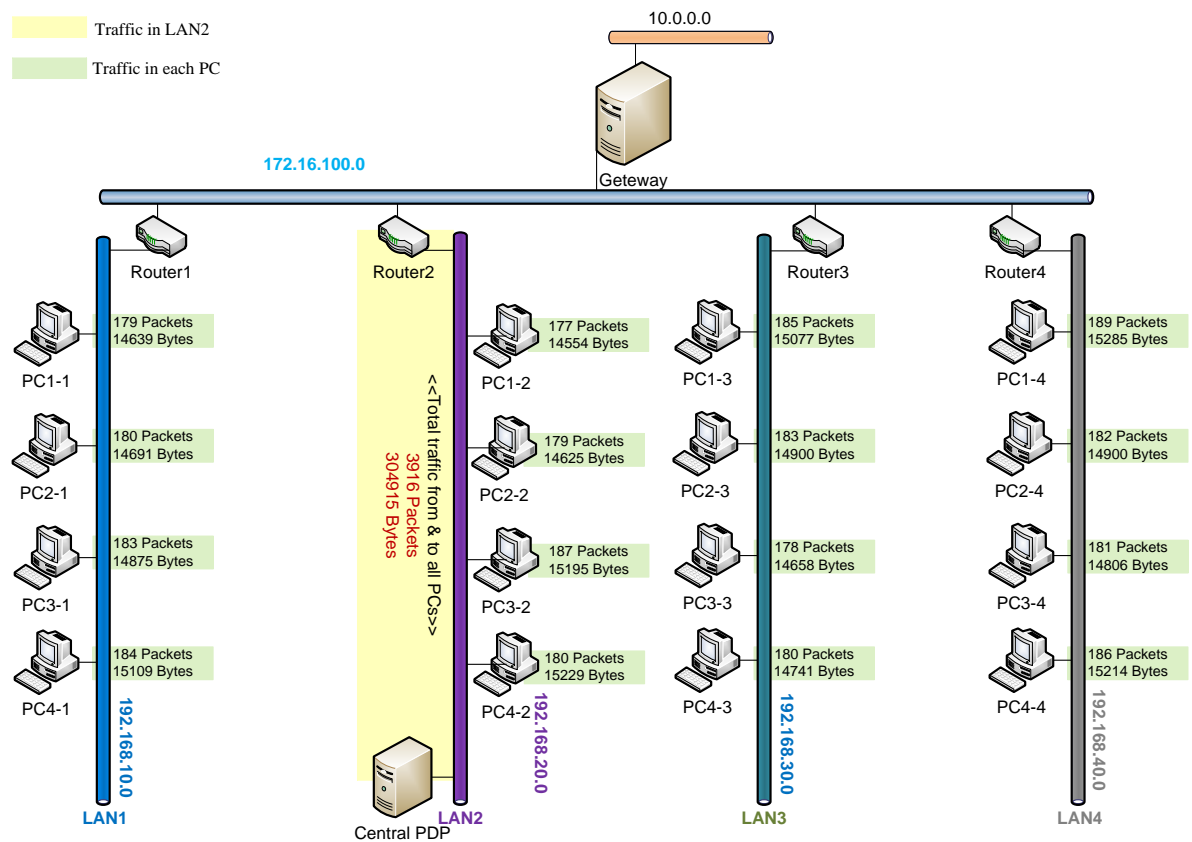 Traffic in LAN2
Traffic in each PC
10.0.0.0
Geteway
172.16.100.0
Router1
Router2
Router3
Router4
179 Packets
14639 Bytes
PC1-1
180 Packets
14691 Bytes
PC2-1
183 Packets
14875 Bytes
PC3-1
184 Packets
15109 Bytes
PC4-1
192.168.10.0
LAN1
<<Total traffic from & to all PCs>>
3916 Packets
304915 Bytes
Central PDP
177 Packets
14554 Bytes
PC1-2
179 Packets
14625 Bytes
PC2-2
187 Packets
15195 Bytes
PC3-2
180 Packets
15229 Bytes
PC4-2
192.168.20.0
LAN2
185 Packets
15077 Bytes
PC1-3
183 Packets
14900 Bytes
PC2-3
178 Packets
14658 Bytes
PC3-3
180 Packets
14741 Bytes
PC4-3
192.168.30.0
LAN3
189 Packets
15285 Bytes
PC1-4
182 Packets
14900 Bytes
PC2-4
181 Packets
14806 Bytes
PC3-4
186 Packets
15214 Bytes
PC4-4
192.168.40.0
LAN4